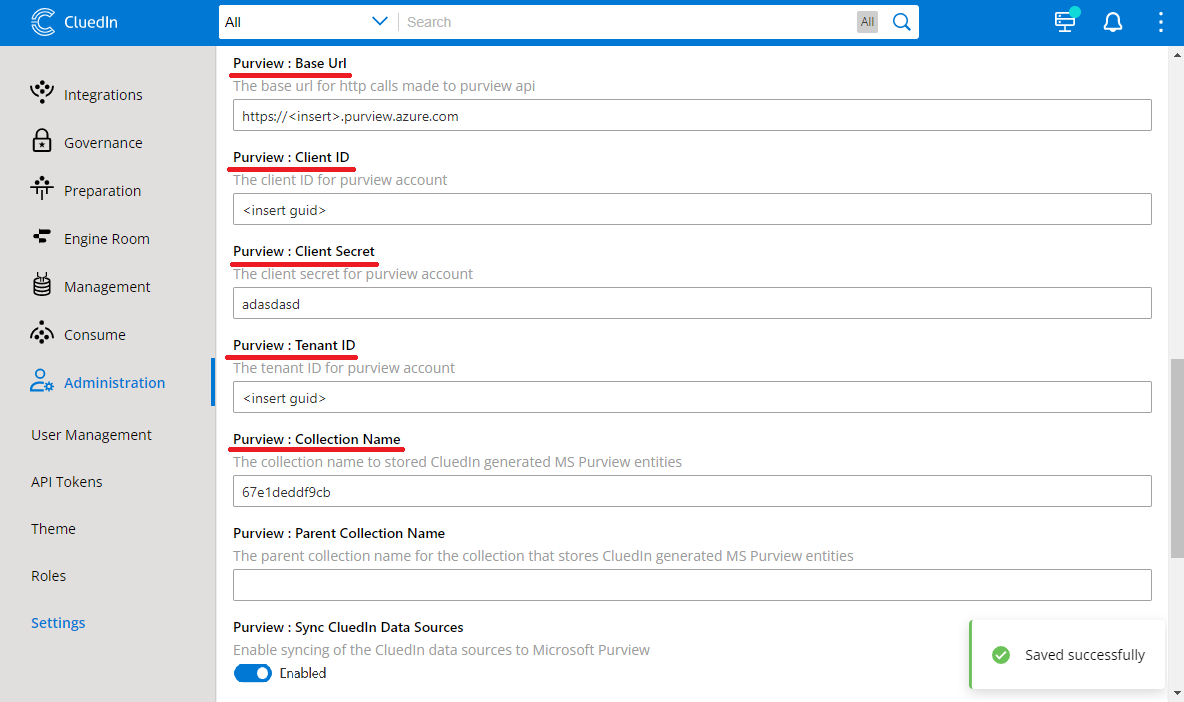 CluedIn
All
Search
All
Integrations
Governance
Preparation
Engine Room
Management
Consume
Administration
User Management
API Tokens
Theme
Roles
Settings
Purview : Base Url
The base url for http calls made to purview api
https://<insert>.purview.azure.com
Purview : Client ID
The client ID for purview account
<insert guid>
Purview : Client Secret
The client secret for purview account
adasdasd
Purview : Tenant ID
The tenant ID for purview account
<insert guid>
Purview : Collection Name
The collection name to stored CluedIn generated MS Purview entities
67e1deddf9cb
Purview : Parent Collection Name
The parent collection name for the collection that stores CluedIn generated MS Purview entities
Purview : Sync CluedIn Data Sources
Enable syncing of the CluedIn data sources to Microsoft Purview
Enabled
Saved successfully